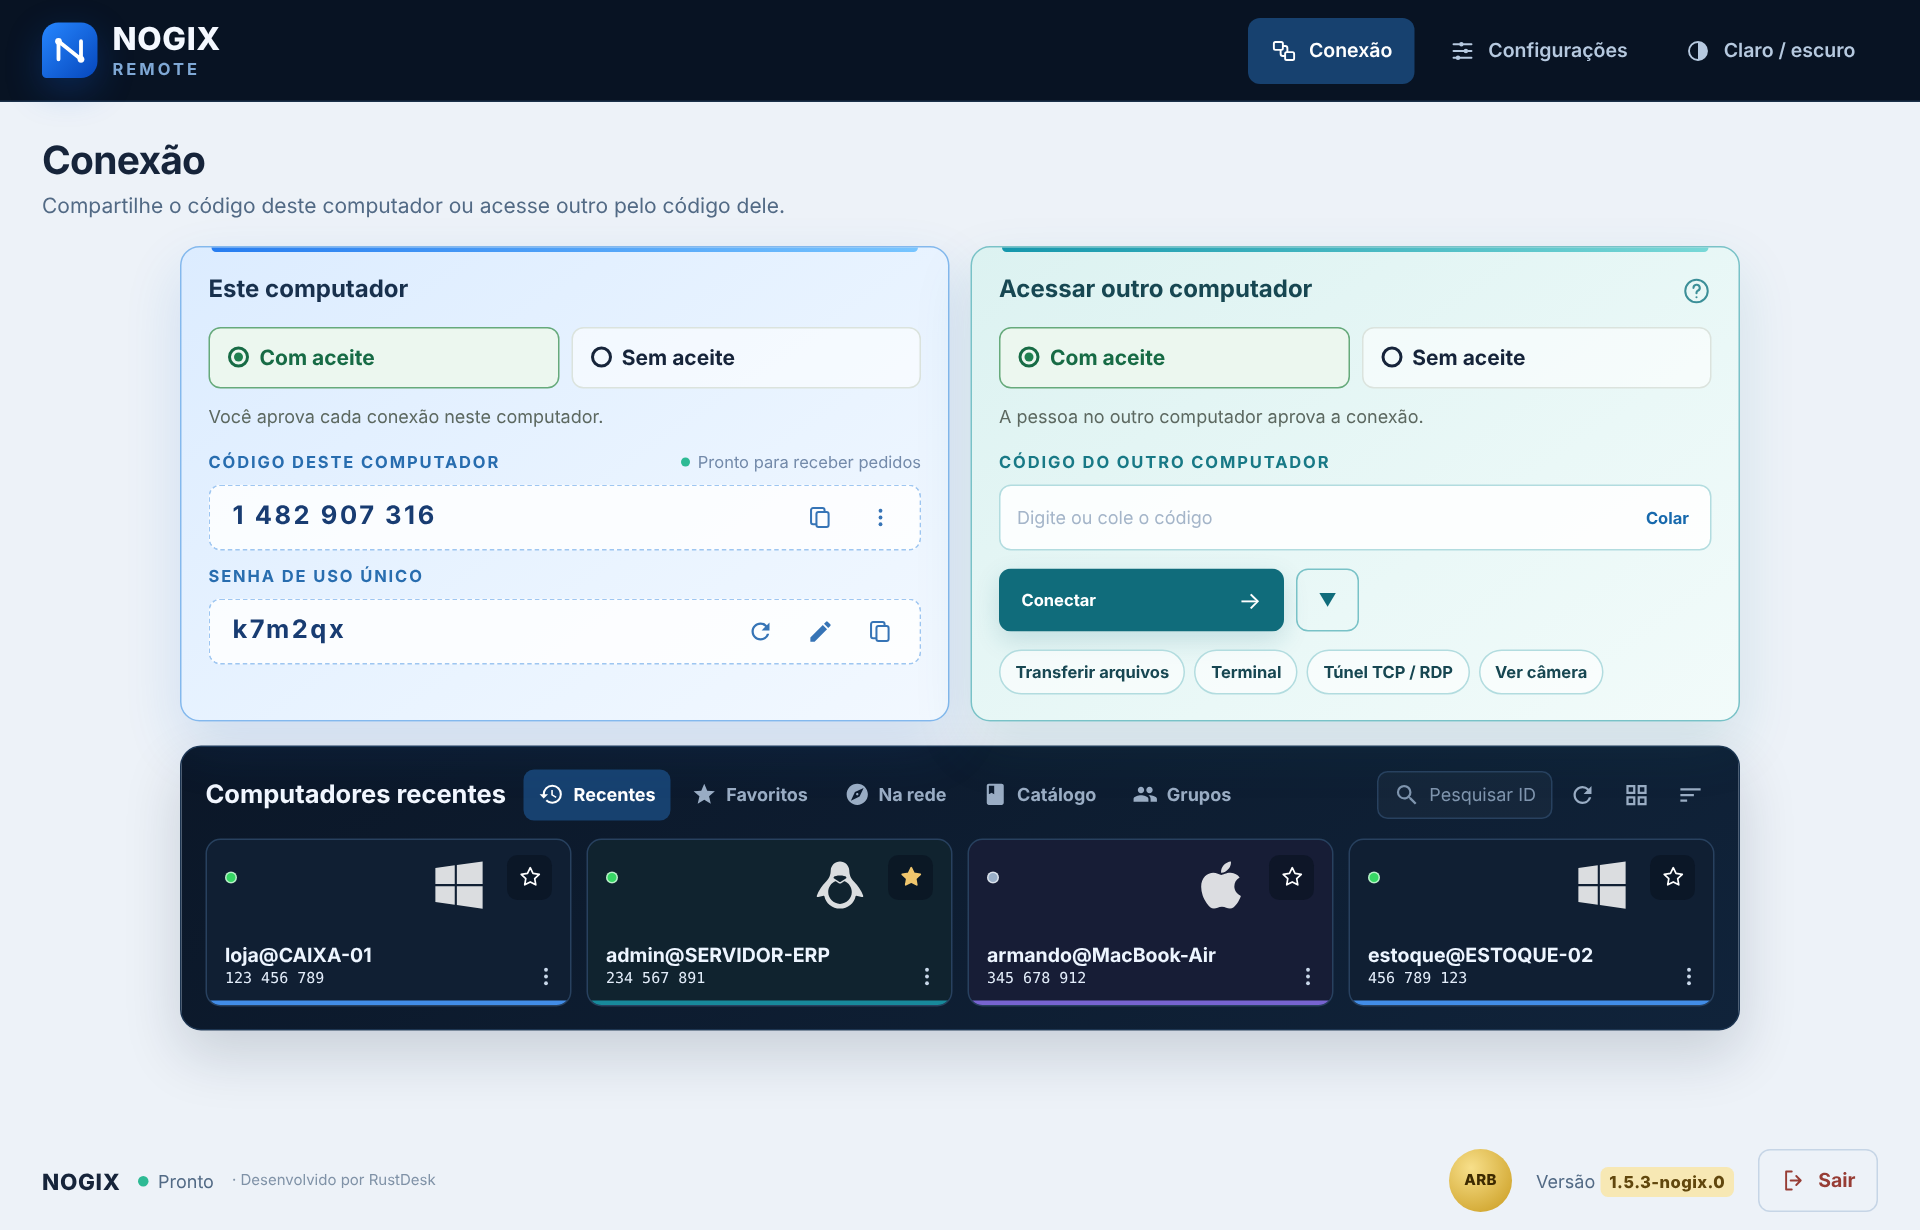 NOGIX
REMOTE
Conexão
Configurações
Claro / escuro
Conexão
Compartilhe o código deste computador ou acesse outro pelo código dele.
Este computador
Com aceite
Sem aceite
Você aprova cada conexão neste computador.
CÓDIGO DESTE COMPUTADOR
Pronto para receber pedidos
1 482 907 316
SENHA DE USO ÚNICO
k7m2qx
Acessar outro computador
Com aceite
Sem aceite
A pessoa no outro computador aprova a conexão.
CÓDIGO DO OUTRO COMPUTADOR
Digite ou cole o código
Colar
Conectar
Transferir arquivos
Terminal
Túnel TCP / RDP
Ver câmera
Computadores recentes
Recentes
Favoritos
Na rede
Catálogo
Grupos
Pesquisar ID
loja@CAIXA-01
123 456 789
admin@SERVIDOR-ERP
234 567 891
armando@MacBook-Air
345 678 912
estoque@ESTOQUE-02
456 789 123
NOGIX
Pronto
· Desenvolvido por RustDesk
ARB
Versão 1.5.3-nogix.0
Sair